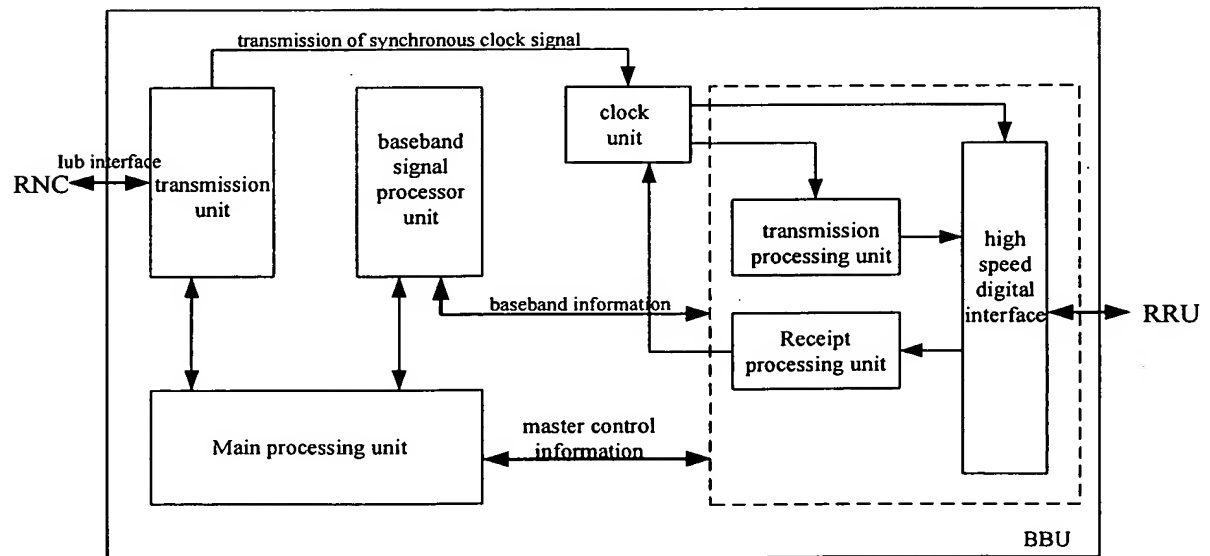 transmission of synchronous clock signal
clock
unit
baseband
signal
processor
unit
Iub interface
RNC
transmission
unit
transmission
processing unit
high
speed
digital
interface
baseband information
RRU
Receipt
processing unit
Main processing unit
master control
information
BBU